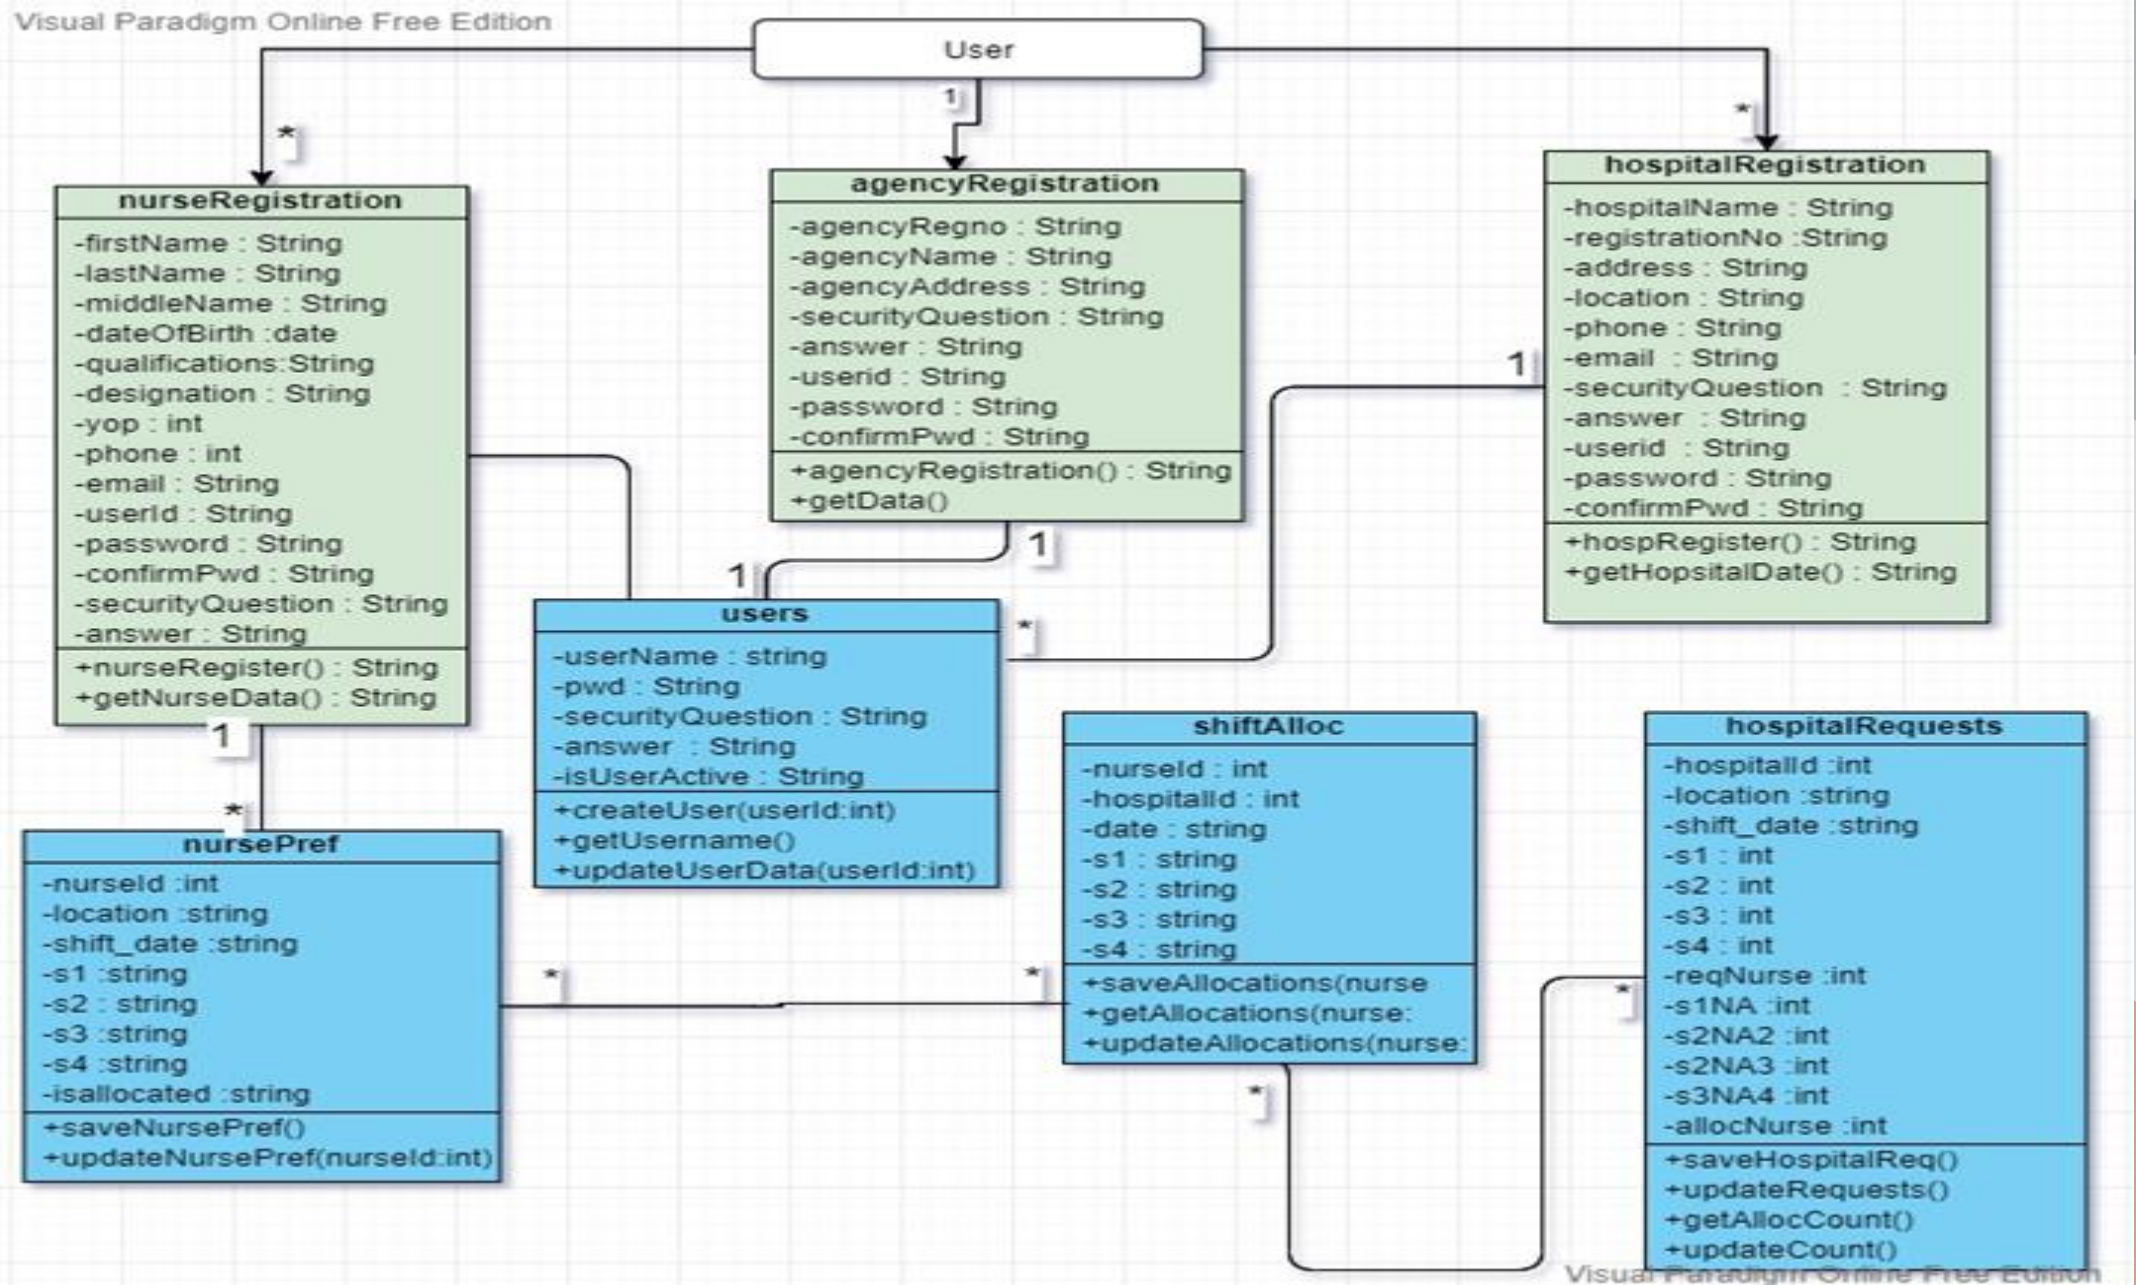 Visual Paradigm Online Free Edition
User
1
*
*
nurseRegistration
-firstName : String
-lastName : String
-middleName : String
-dateOfBirth :date
-qualifications:String
-designation : String
-yop : int
-phone : int
-email : String
-userId : String
-password : String
-confirmPwd : String
-securityQuestion : String
-answer : String
+nurseRegister() : String
+getNurseData() : String
1
*
agencyRegistration
-agencyRegno : String
-agencyName : String
-agencyAddress : String
-securityQuestion : String
-answer : String
-userid : String
-password : String
-confirmPwd : String
+agencyRegistration() : String
+getData()
1
1
hospitalRegistration
-hospitalName : String
-registrationNo :String
-address : String
-location : String
-phone : String
-email : String
-securityQuestion : String
-answer : String
-userid : String
-password : String
-confirmPwd : String
+hospRegister() : String
+getHopsitalDate() : String
1
*
users
-userName : string
-pwd : String
-securityQuestion : String
-answer : String
-isUserActive : String
+createUser(userId:int)
+getUsername()
+updateUserData(userId:int)
nursePref
-nurseId :int
-location :string
-shift_date :string
-s1 :string
-s2 : string
-s3 :string
-s4 :string
-isallocated :string
+saveNursePref()
+updateNursePref(nurseId:int)
*
*
shiftAlloc
-nurseId : int
-hospitalId : int
-date : string
-s1 : string
-s2 : string
-s3 : string
-s4 : string
+saveAllocations(nurse
+getAllocations(nurse:
+updateAllocations(nurse:
*
*
hospitalRequests
-hospitalId :int
-location :string
-shift_date :string
-s1 : int
-s2 : int
-s3 : int
-s4 : int
-reqNurse :int
-s1NA :int
-s2NA2 :int
-s2NA3 :int
-s3NA4 :int
-allocNurse :int
+saveHospitalReq()
+updateRequests()
+getAllocCount()
+updateCount()
Visual Paradigm Online Free Edition